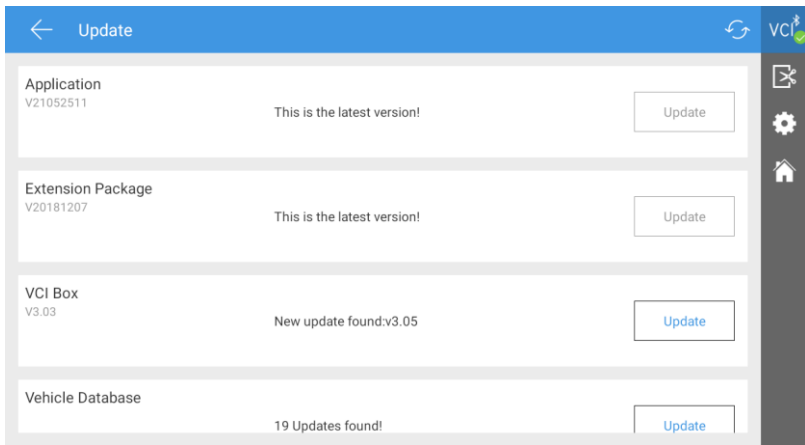 Update
VCI
Application
V21052511
This is the latest version!
Update
Extension Package
V20181207
This is the latest version!
Update
VCI Box
V3.03
New update found:v3.05
Update
Vehicle Database
19 Updates found!
Update